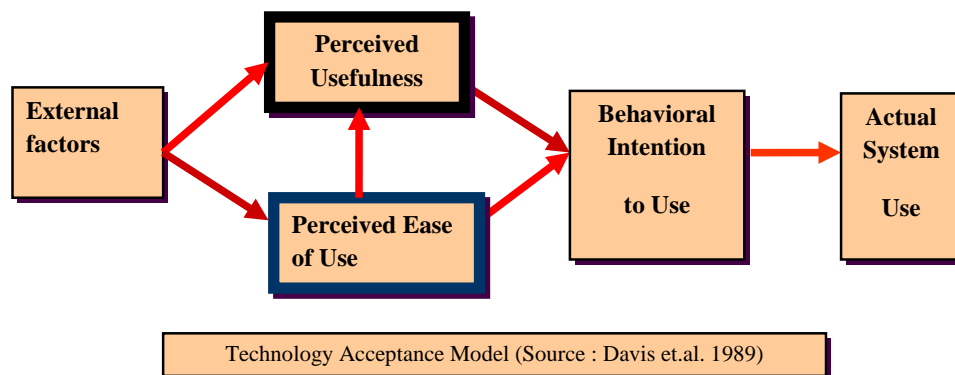 Perceived
Usefulness
External
factors
Perceived Ease
of Use
Behavioral
Intention
to Use
Actual
System
Use
Technology Acceptance Model (Source : Davis et.al. 1989)